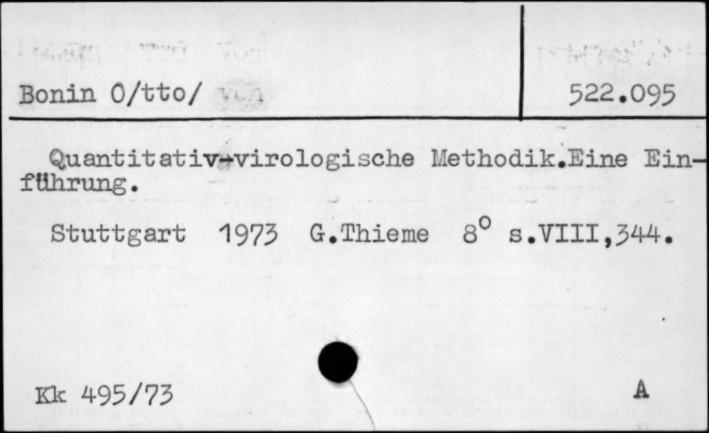 Bonin O/tto/
522.095
Quantitativ-virologische Methodik.Eine Ein-
führung.
Stuttgart 1973 G.Thieme 8° s.VIII,344.
Kk 495/73
A